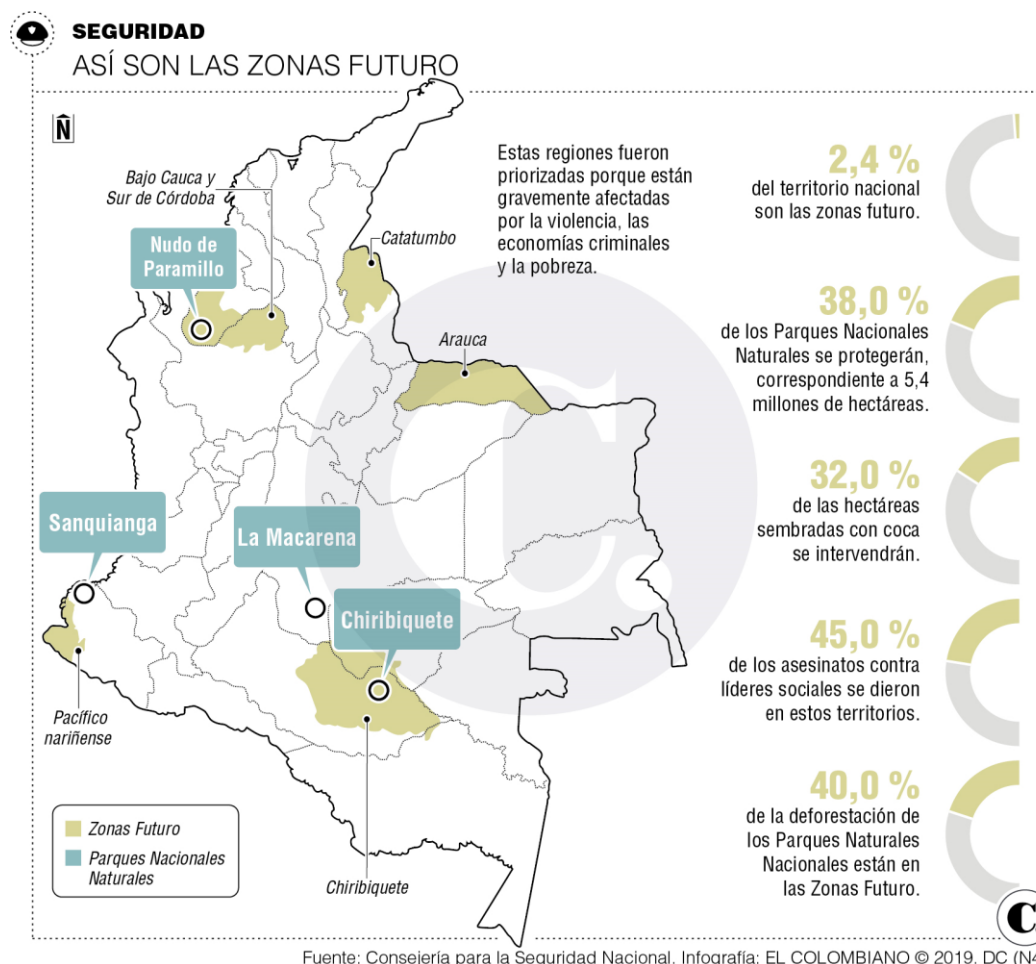 SEGURIDAD
ASÍ SON LAS ZONAS FUTURO
N
Bajo Cauca y
Sur de Córdoba
Nudo de
Paramillo
Catatumbo
Arauca
Estas regiones fueron
priorizadas porque están
gravemente afectadas
por la violencia, las
economías criminales
y la pobreza.
Sanquianga
La Macarena
Chiribiquete
Pacífico
nariñense
Chiribiquete
Zonas Futuro
Parques Nacionales
Naturales
2,4 %
del territorio nacional
son las zonas futuro.
38,0 %
de los Parques Nacionales
Naturales se protegerán,
correspondiente a 5,4
millones de hectáreas.
32,0 %
de las hectáreas
sembradas con coca
se intervendrán.
45,0 %
de los asesinatos contra
líderes sociales se dieron
en estos territorios.
40,0 %
de la deforestación de
los Parques Naturales
Nacionales están en
las Zonas Futuro.
C
C.
Fuente: Consejería para la Seguridad Nacional. Infografía: EL COLOMBIANO © 2019. DC